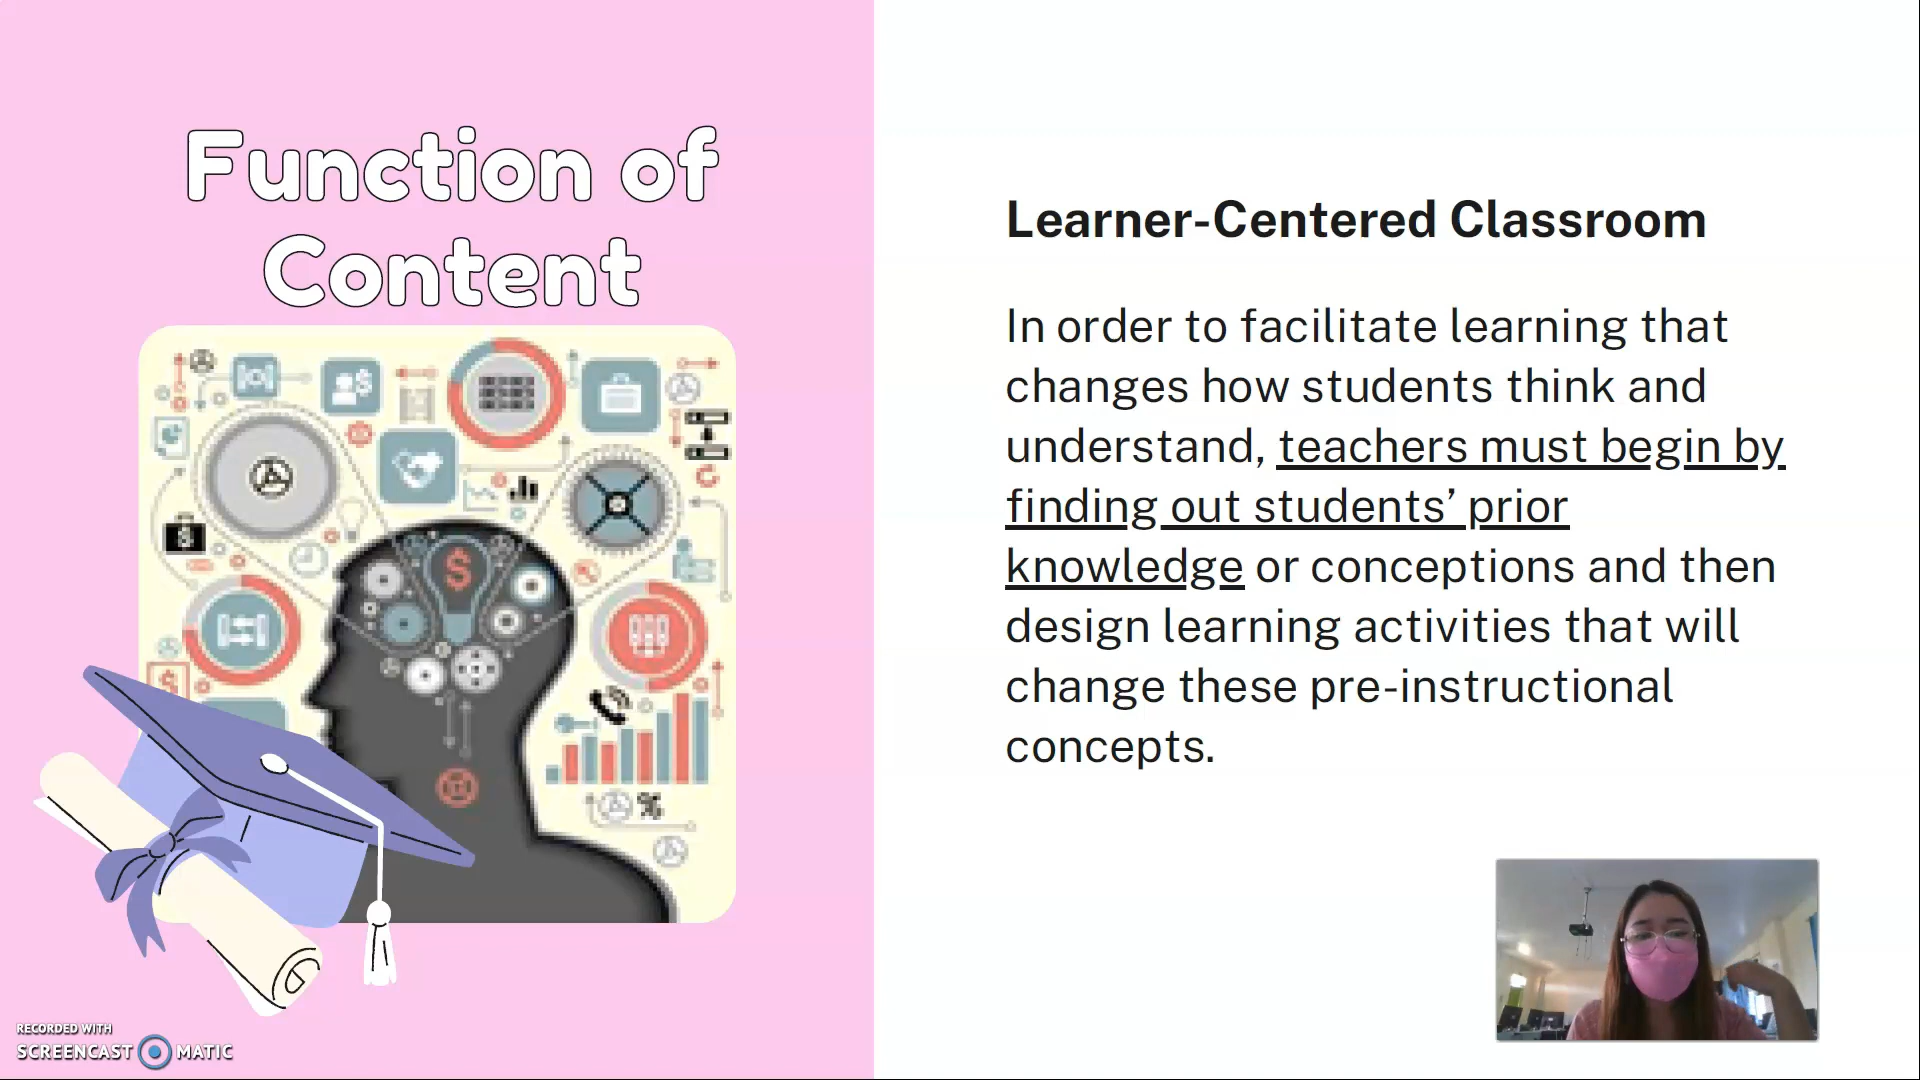 Function of
Content
Learner-Centered Classroom
In order to facilitate learning that
changes how students think and
understand, teachers must begin by
finding out students’ prior
knowledge or conceptions and then
design learning activities that will
change these pre-instructional
concepts.
$
$
$
%
RECORDED WITH
SCREENCAST MATIC